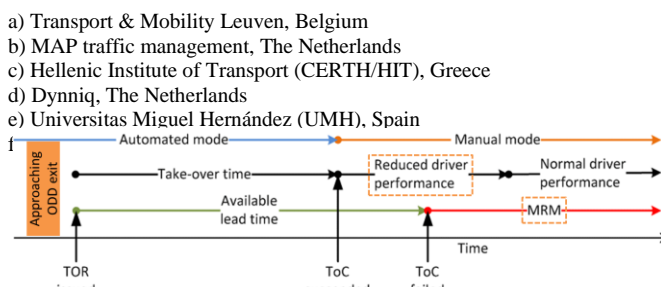 a) Transport & Mobility Leuven, Belgium
b) MAP traffic management, The Netherlands
c) Hellenic Institute of Transport (CERTH/HIT), Greece
d) Dynniq, The Netherlands
e) Universitas Miguel Hernández (UMH), Spain
f
Automated mode
Manual mode
Approaching
ODD exit
Take-over time
Reduced driver
performance
Normal driver
performance
Available
lead time
MRM
Time
TOR
ToC
ToC